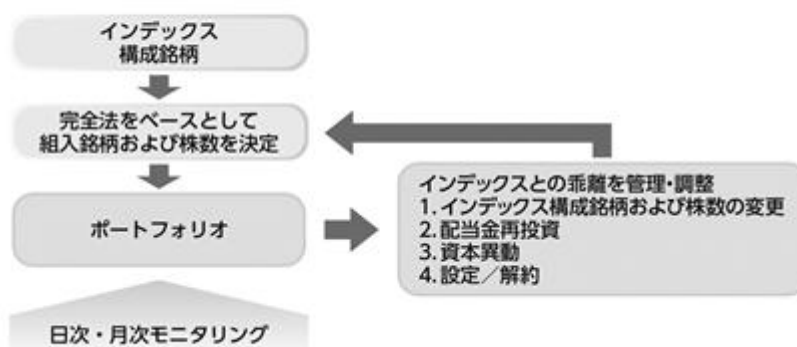 インデックス
構成銘柄
完全法をベースとして
組入銘柄および株数を決定
ポートフォリオ
インデックスとの乖離を管理・調整
1.インデックス構成銘柄および株数の変更
2.配当金再投資
3.資本異動
4.設定／解約
日次・月次モニタリング